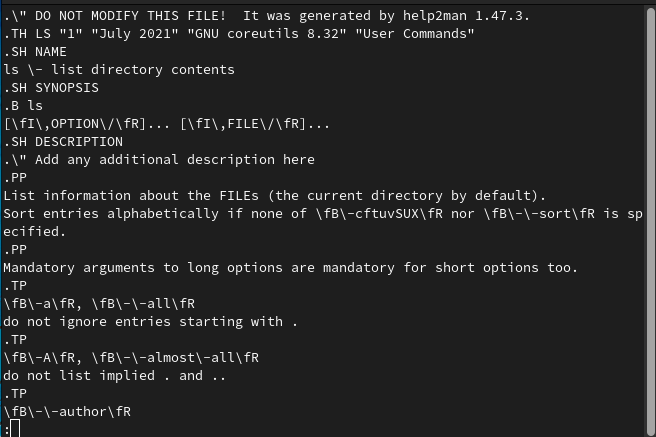 .\" DO NOT MODIFY THIS FILE!  It was generated by help2man 1.47.3.
.TH LS "1" "July 2021" "GNU coreutils 8.32" "User Commands"
.SH NAME
ls \- list directory contents
.SH SYNOPSIS
.B ls
[\fI\,OPTION\/\fR]... [\fI\,FILE\/\fR]...
.SH DESCRIPTION
.\" Add any additional description here
.PP
List information about the FILEs (the current directory by default).
Sort entries alphabetically if none of \fB\-cftuvSUX\fR nor \fB\-\-sort\fR is sp
ecified.
.PP
Mandatory arguments to long options are mandatory for short options too.
.TP
\fB\-a\fR, \fB\-\-all\fR
do not ignore entries starting with .
.TP
\fB\-A\fR, \fB\-\-almost\-all\fR
do not list implied . and ..
.TP
\fB\-\-author\fR
: